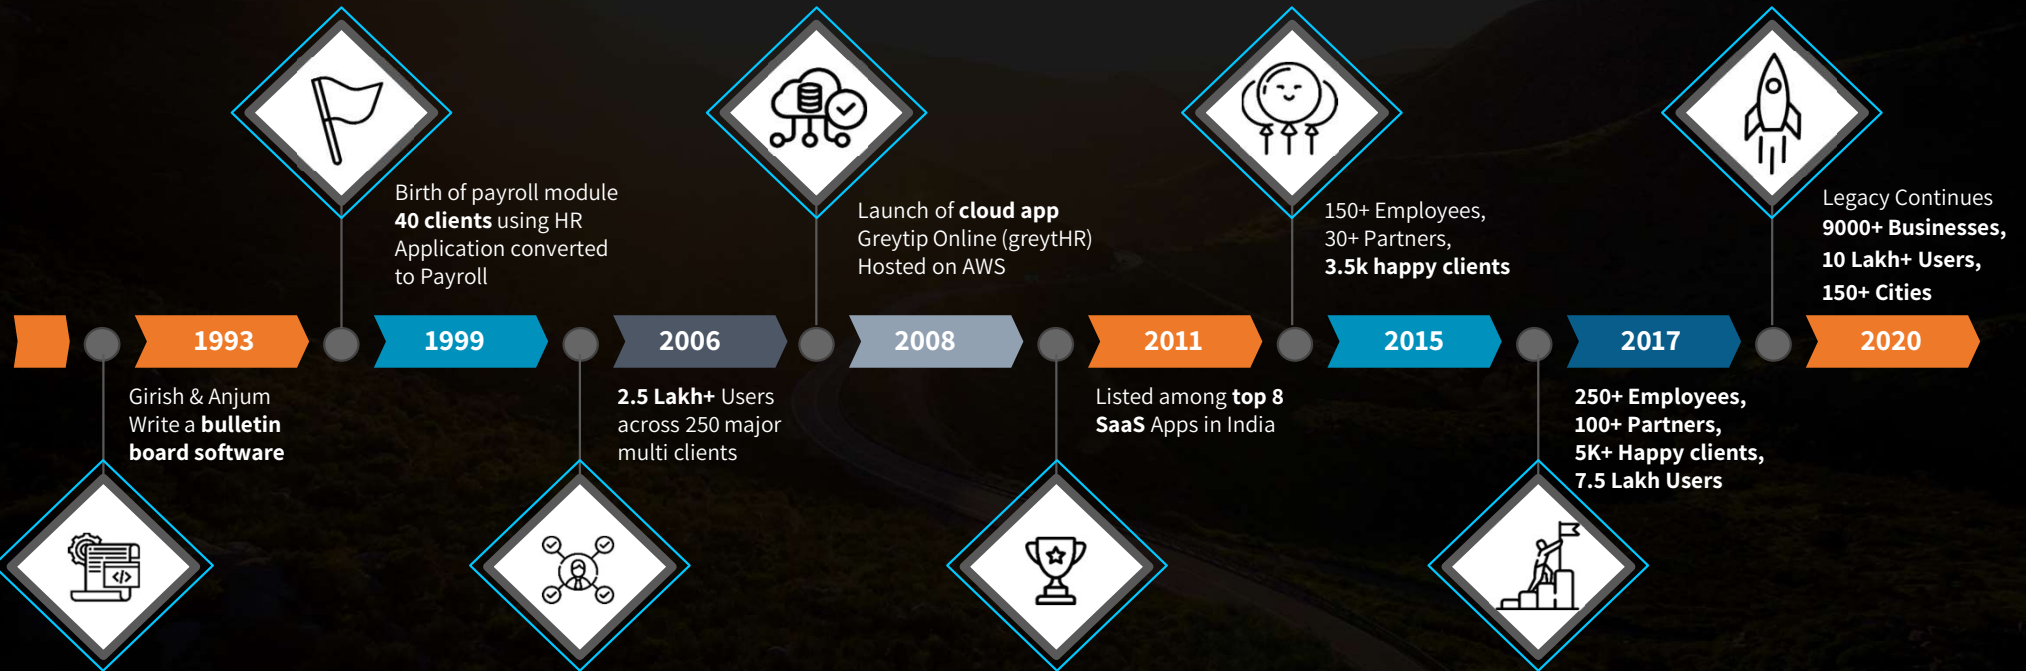 1993
Girish & Anjum
Write a bulletin
board software
Birth of payroll module
40 clients using HR
Application converted
to Payroll
1999
2006
2.5 Lakh+ Users
across 250 major
multi clients
Launch of cloud app
Greytip Online (greytHR)
Hosted on AWS
2008
2011
Listed among top 8
SaaS Apps in India
150+ Employees,
30+ Partners,
3.5k happy clients
2015
2017
250+ Employees,
100+ Partners,
5K+ Happy clients,
7.5 Lakh Users
Legacy Continues
9000+ Businesses,
10 Lakh+ Users,
150+ Cities
2020